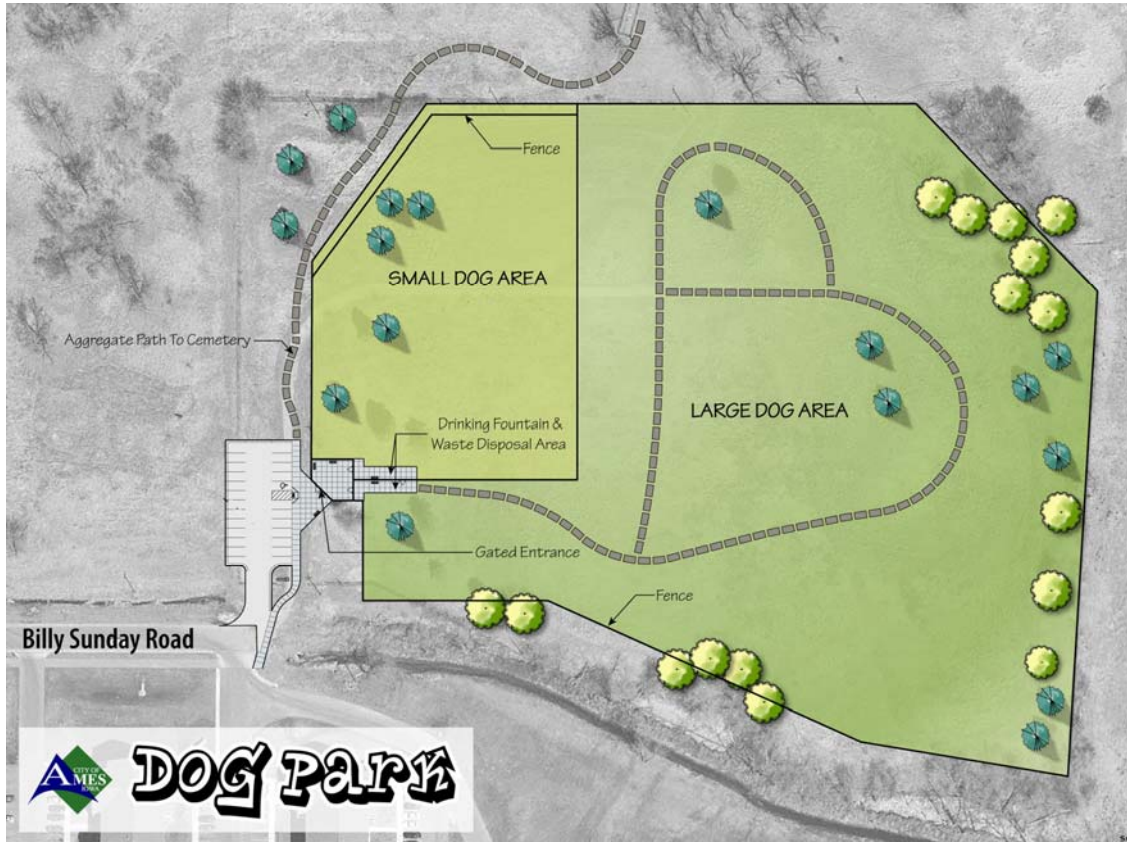 Fence
SMALL DOG AREA
Aggregate Path To Cemetery
LARGE DOG AREA
Drinking Fountain &
Waste Disposal Area
Gated Entrance
Fence
Billy Sunday Road
CITY OF
AMES
IOWA
DOG PARK